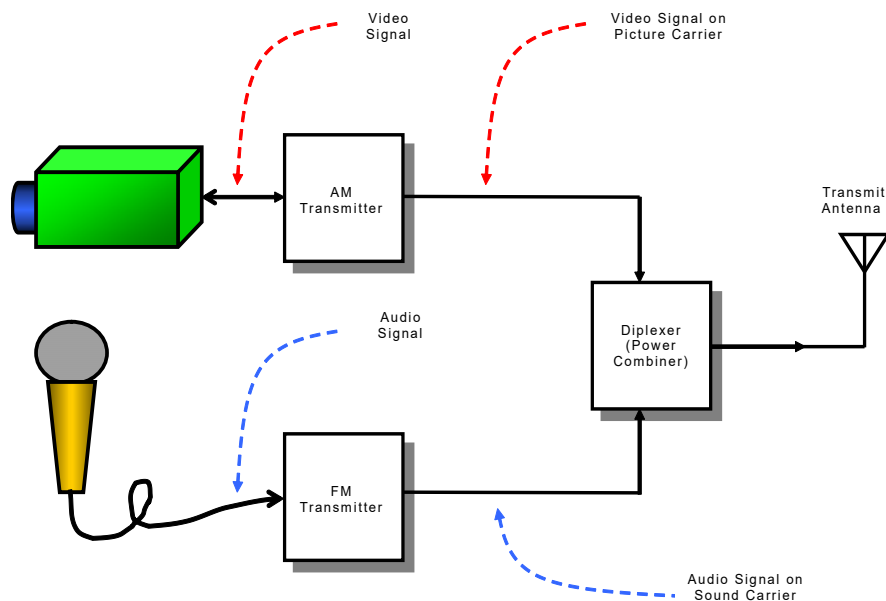 Video
Signal
Video Signal on
Picture Carrier
AM
Transmitter
Transmit
Antenna
Diplexer
(Power
Combiner)
Audio
Signal
FM
Transmitter
Audio Signal on
Sound Carrier